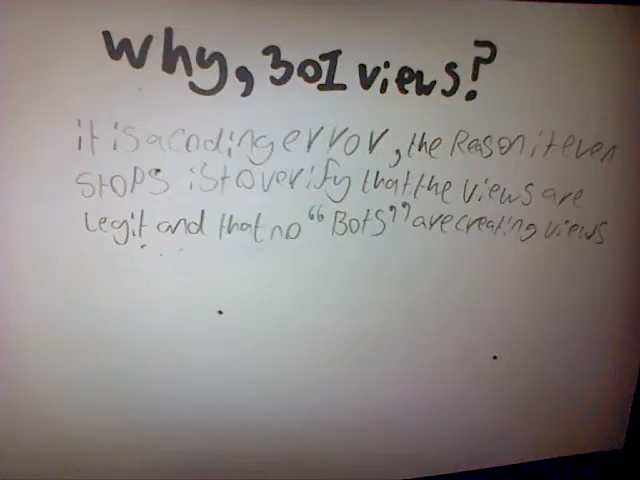 why, 301 views?
it is a coding error, the Reason it even
stops is to verify that the views are
Legit and that no “Bots” are creating views